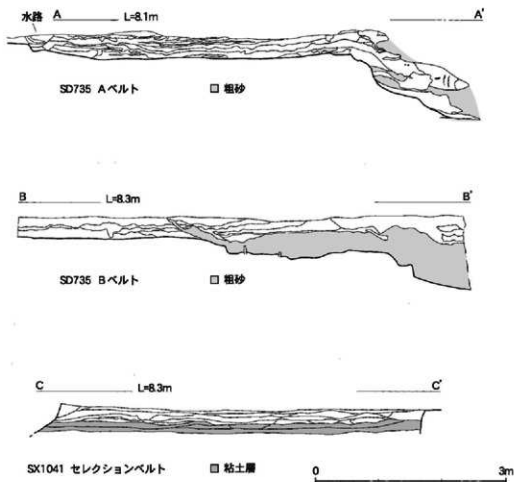 水路 A L=8.1m A'
SD735 Aベルト 粗砂
B L=8.3m B'
SD735 Bベルト 粗砂
C L=8.3m C'
SX1041 セレクションベルト 粘土層
0 3m